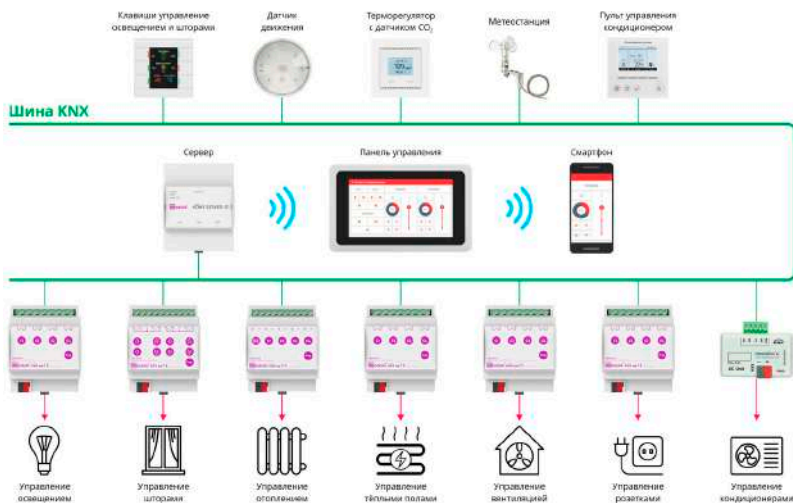 Клавиши управление
освещением и шторами
Датчик
движения
Терморегулятор
с датчиком CO₂
Метеостанция
Пульт управления
кондиционером
Шина KNX
Сервер
Панель управления
Смартфон
Управление
освещением
Управление
шторами
Управление
отоплением
Управление
тёплыми полами
Управление
вентиляцией
Управление
розетками
Управление
кондиционерами